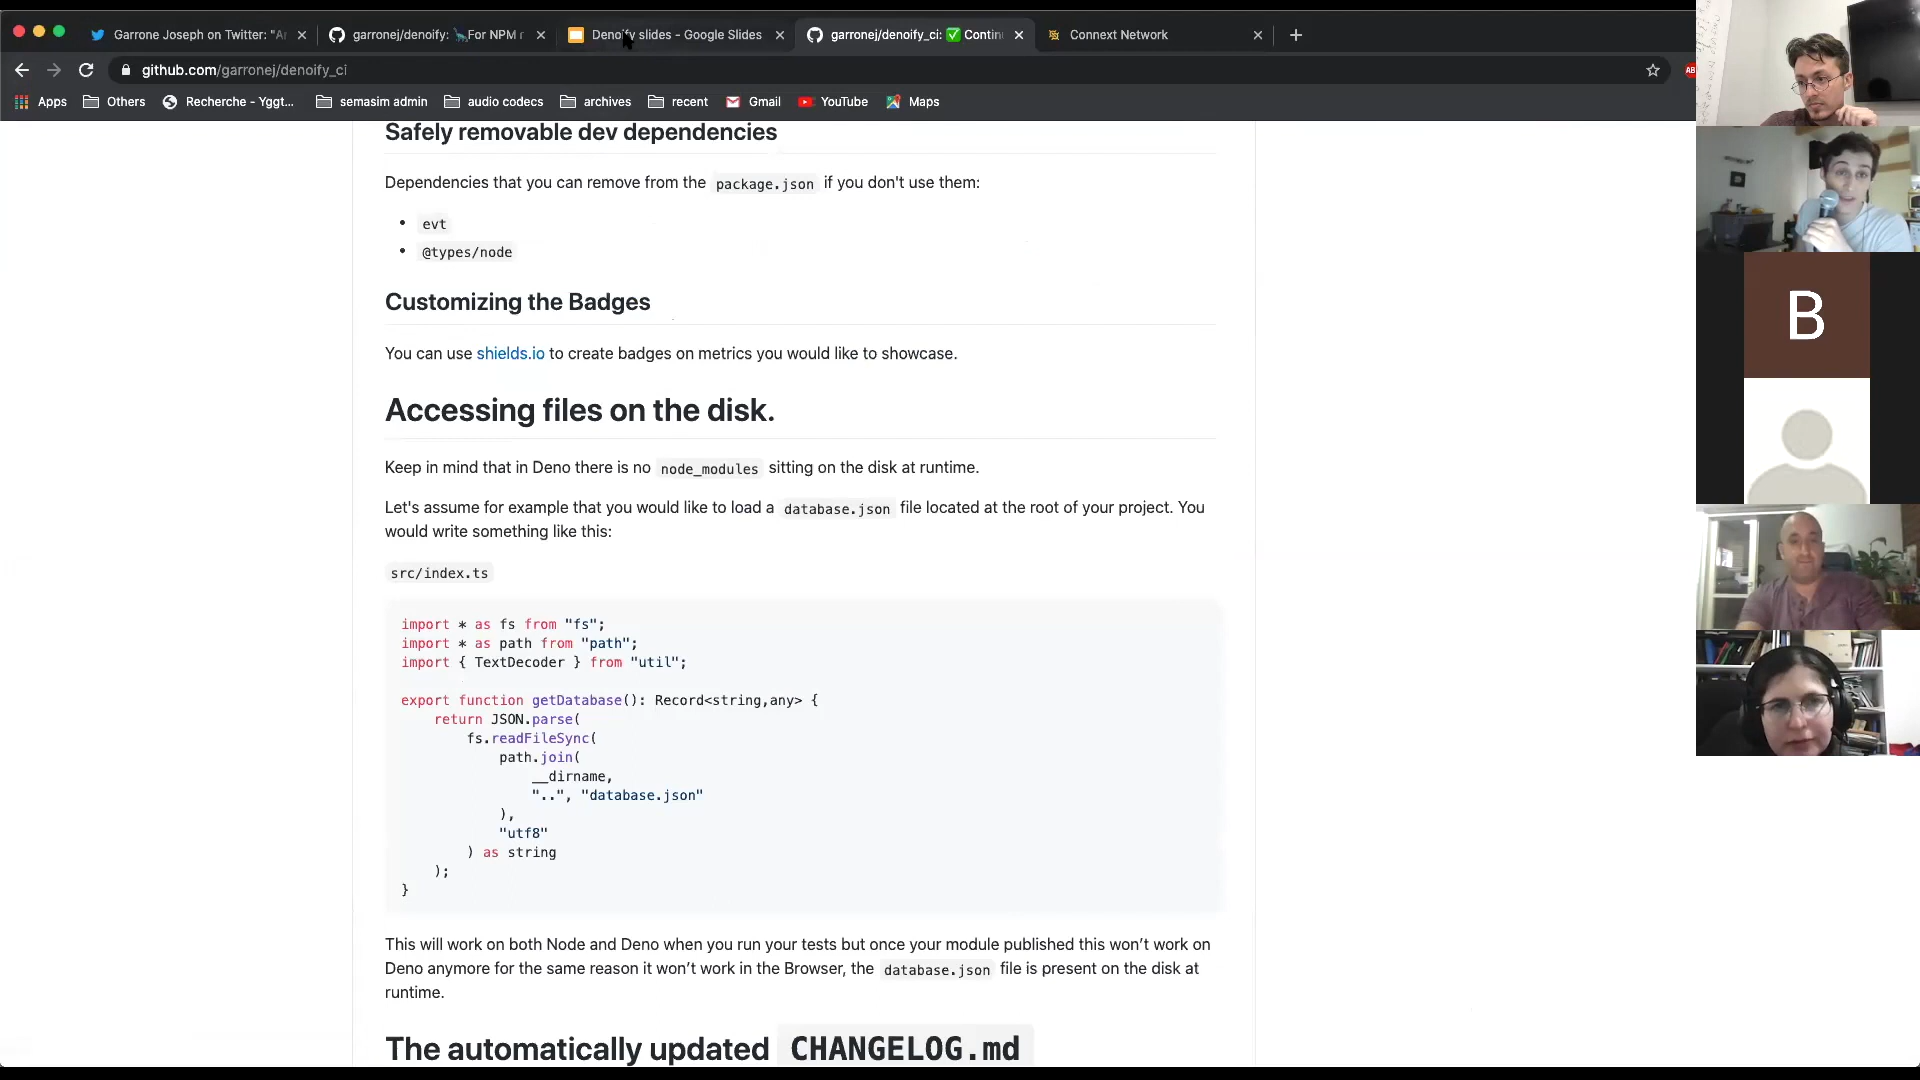 Garrone Joseph on Twitter: "Ar
garronej/denoify: 🦕For NPM r
Denoify slides - Google Slides
garronej/denoify_ci: ✅ Contin
Connext Network
github.com/garronej/denoify_ci
Apps
Others
Recherche - Yggt...
semasim admin
audio codecs
archives
recent
Gmail
YouTube
Maps
Safely removable dev dependencies
Dependencies that you can remove from the package.json if you don't use them:
• evt
• @types/node
Customizing the Badges
You can use shields.io to create badges on metrics you would like to showcase.
Accessing files on the disk.
Keep in mind that in Deno there is no node_modules sitting on the disk at runtime.
Let's assume for example that you would like to load a database.json file located at the root of your project. You
would write something like this:
src/index.ts
import * as fs from "fs";
import * as path from "path";
import { TextDecoder } from "util";
export function getDatabase(): Record<string,any> {
return JSON.parse(
fs.readFileSync(
path.join(
__dirname,
"..", "database.json"
),
"utf8"
) as string
);
}
This will work on both Node and Deno when you run your tests but once your module published this won't work on
Deno anymore for the same reason it won't work in the Browser, the database.json file is present on the disk at
runtime.
The automatically updated CHANGELOG.md
AB
B